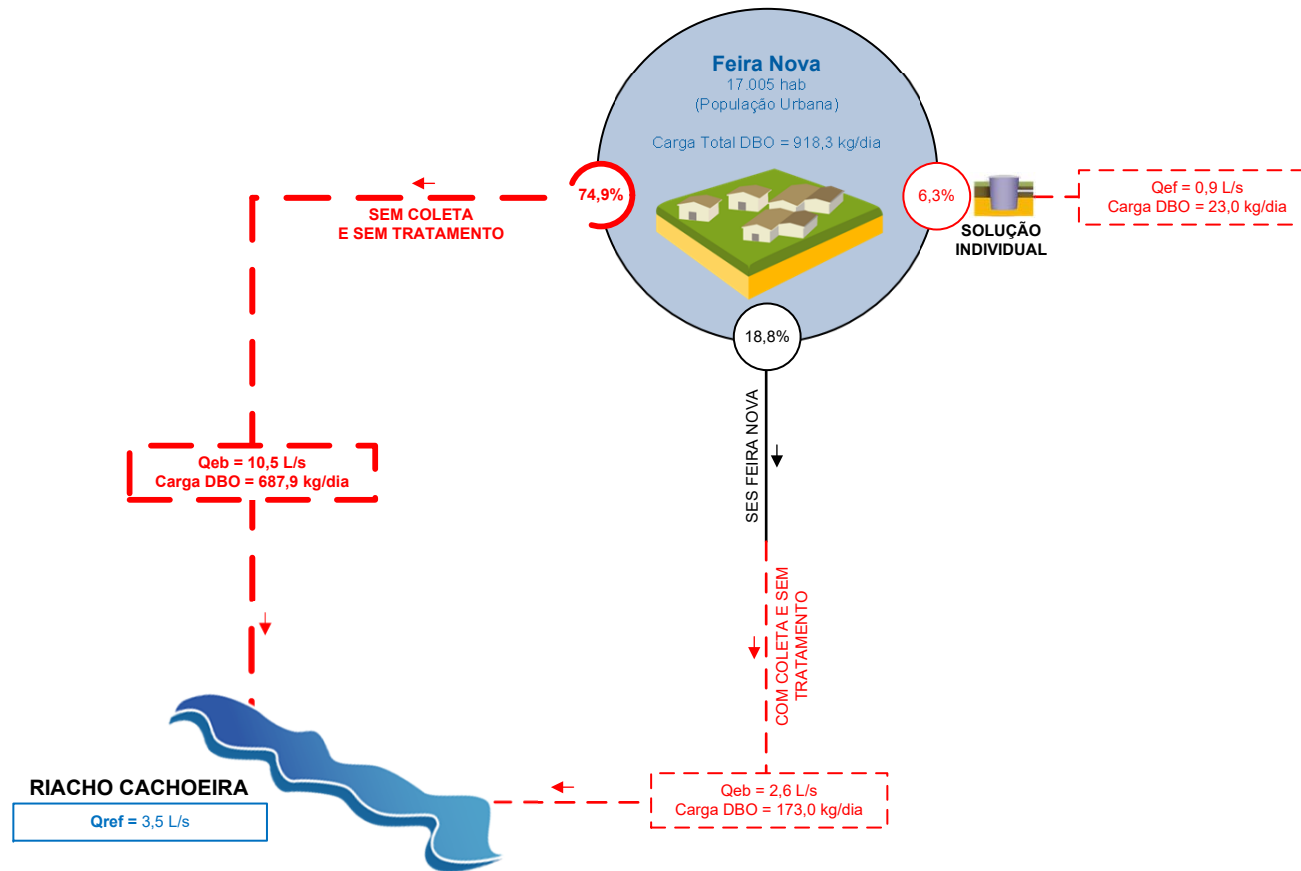 Feira Nova
17.005 hab
(População Urbana)
Carga Total DBO = 918,3 kg/dia
74,9%
6,3%
18,8%
SEM COLETA
E SEM TRATAMENTO
SOLUÇÃO
INDIVIDUAL
Qef = 0,9 L/s
Carga DBO = 23,0 kg/dia
SES FEIRA NOVA
Qeb = 10,5 L/s
Carga DBO = 687,9 kg/dia
COM COLETA E SEM
TRATAMENTO
Qeb = 2,6 L/s
Carga DBO = 173,0 kg/dia
RIACHO CACHOEIRA
Qref = 3,5 L/s